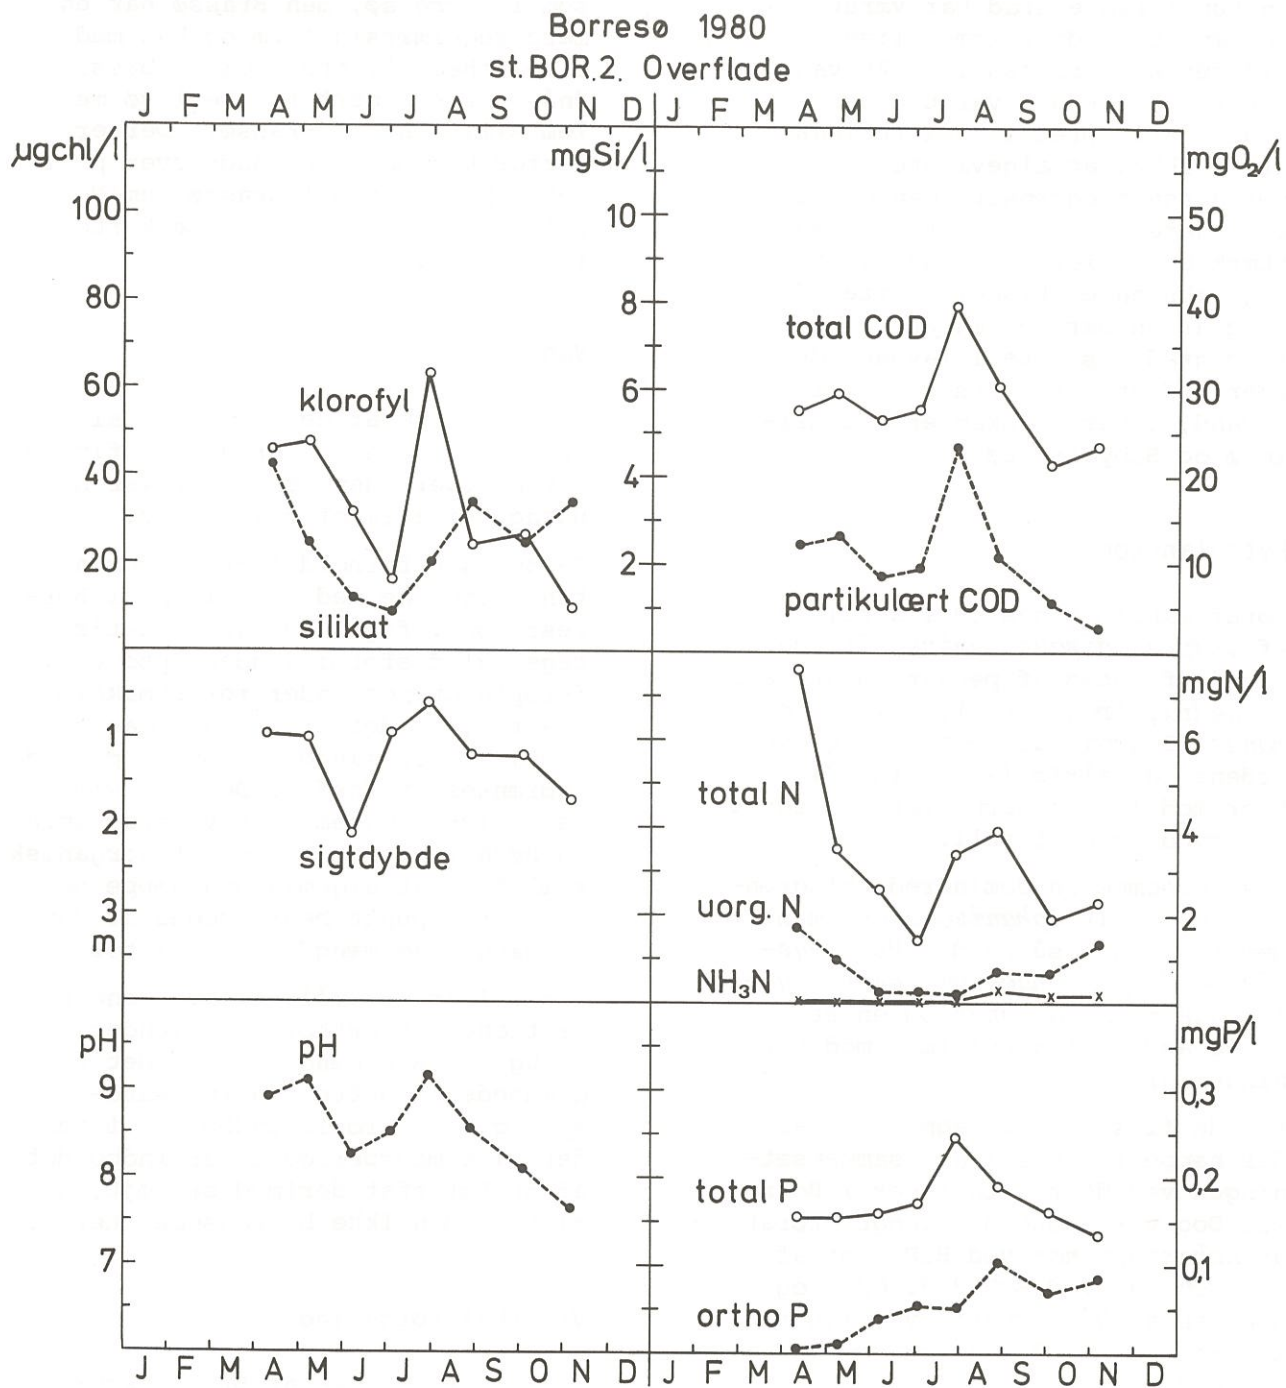 Borresø 1980
st.BOR.2. Overflade
J F M A M J J A S O N D
J F M A M J J A S O N D
µgchl/l
100
80
60
40
20
klorofyl
silikat
mgSi/l
10
8
6
4
2
total COD
partikulært COD
mgO₂/l
50
40
30
20
10
1
2
3
m
sigtdybde
total N
uorg. N
NH₃N
mgN/l
6
4
2
pH
9
8
7
pH
total P
ortho P
mgP/l
0,3
0,2
0,1
J F M A M J J A S O N D
J F M A M J J A S O N D